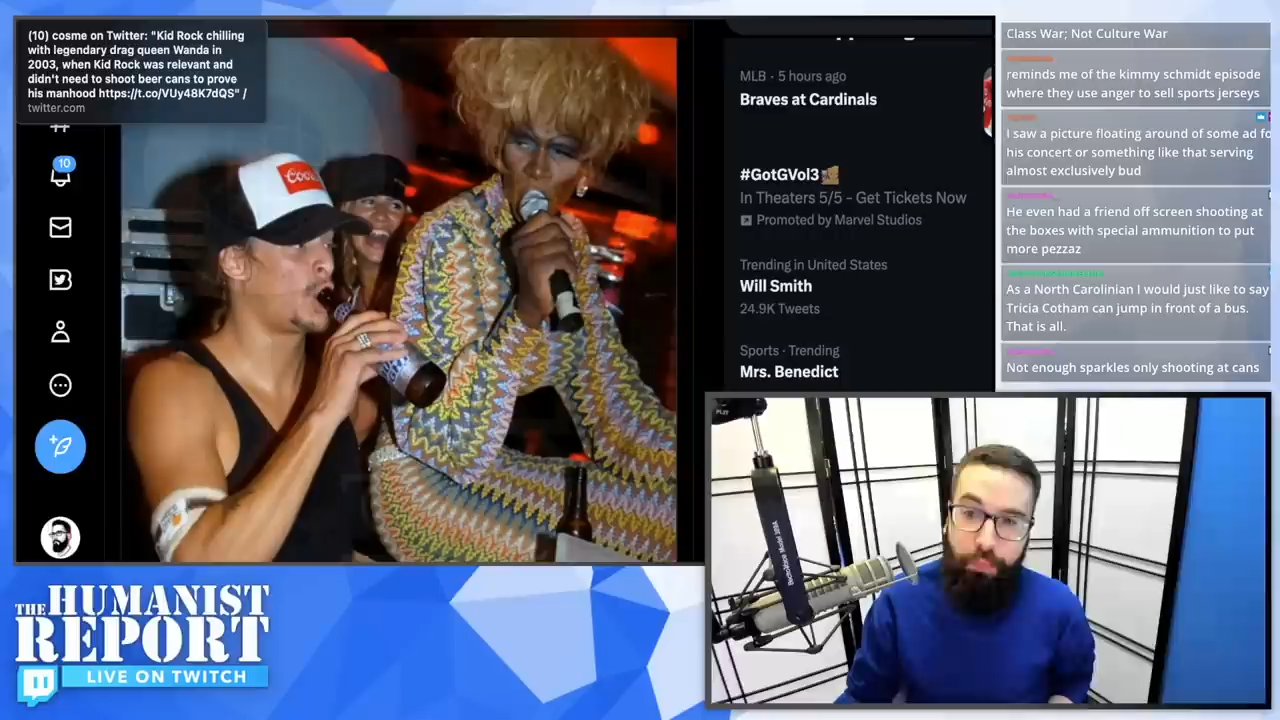 (10) cosme on Twitter: "Kid Rock chilling
with legendary drag queen Wanda in
2003, when Kid Rock was relevant and
didn't need to shoot beer cans to prove
his manhood https://t.co/VUy48K7dQS" /
twitter.com
10
Coors
MLB · 5 hours ago
Braves at Cardinals
#GotGVol3
In Theaters 5/5 - Get Tickets Now
Promoted by Marvel Studios
Trending in United States
Will Smith
24.9K Tweets
Sports · Trending
Mrs. Benedict
Class War; Not Culture War
reminds me of the kimmy schmidt episode
where they use anger to sell sports jerseys
I saw a picture floating around of some ad fo
his concert or something like that serving
almost exclusively bud
He even had a friend off screen shooting at
the boxes with special ammunition to put
more pezzaz
As a North Carolinian I would just like to say
Tricia Cotham can jump in front of a bus.
That is all.
Not enough sparkles only shooting at cans
THE HUMANIST
REPORT
LIVE ON TWITCH